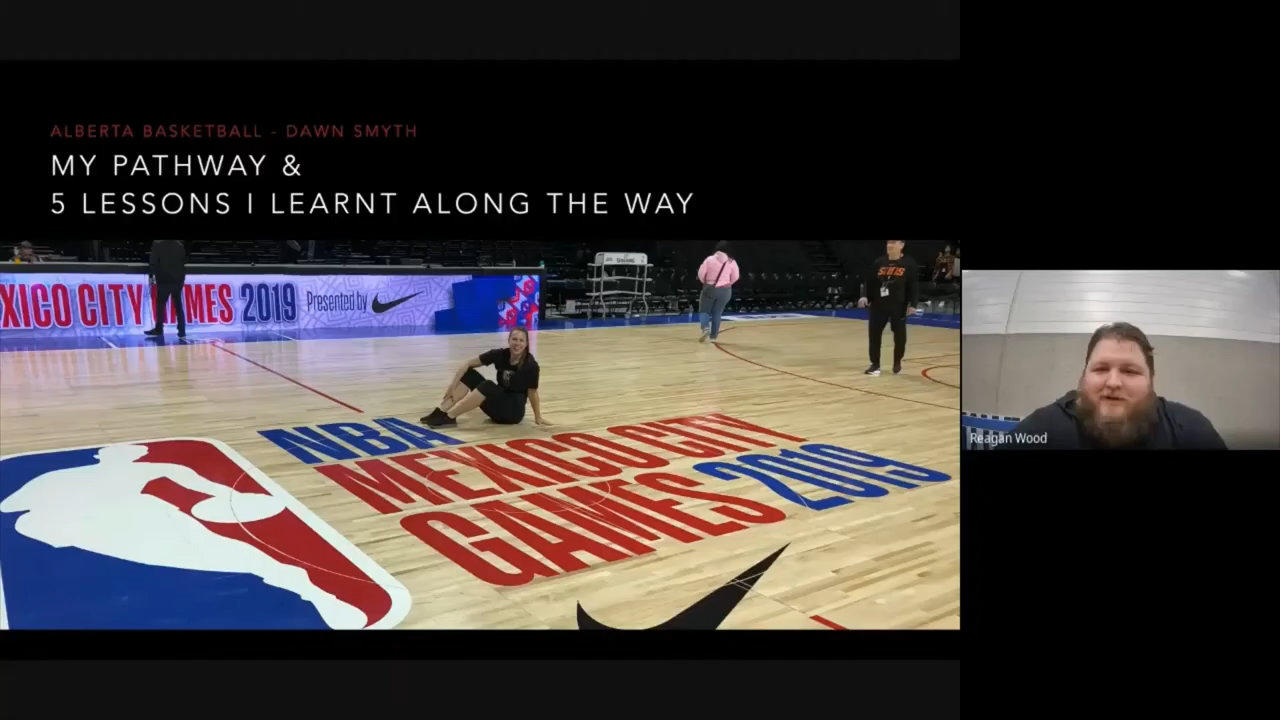 ALBERTA BASKETBALL - DAWN SMYTH
MY PATHWAY &
5 LESSONS I LEARNT ALONG THE WAY
XICO CITY GAMES 2019 Presented by
SUNS
NBA
MEXICO CITY
GAMES 2019
Reagan Wood